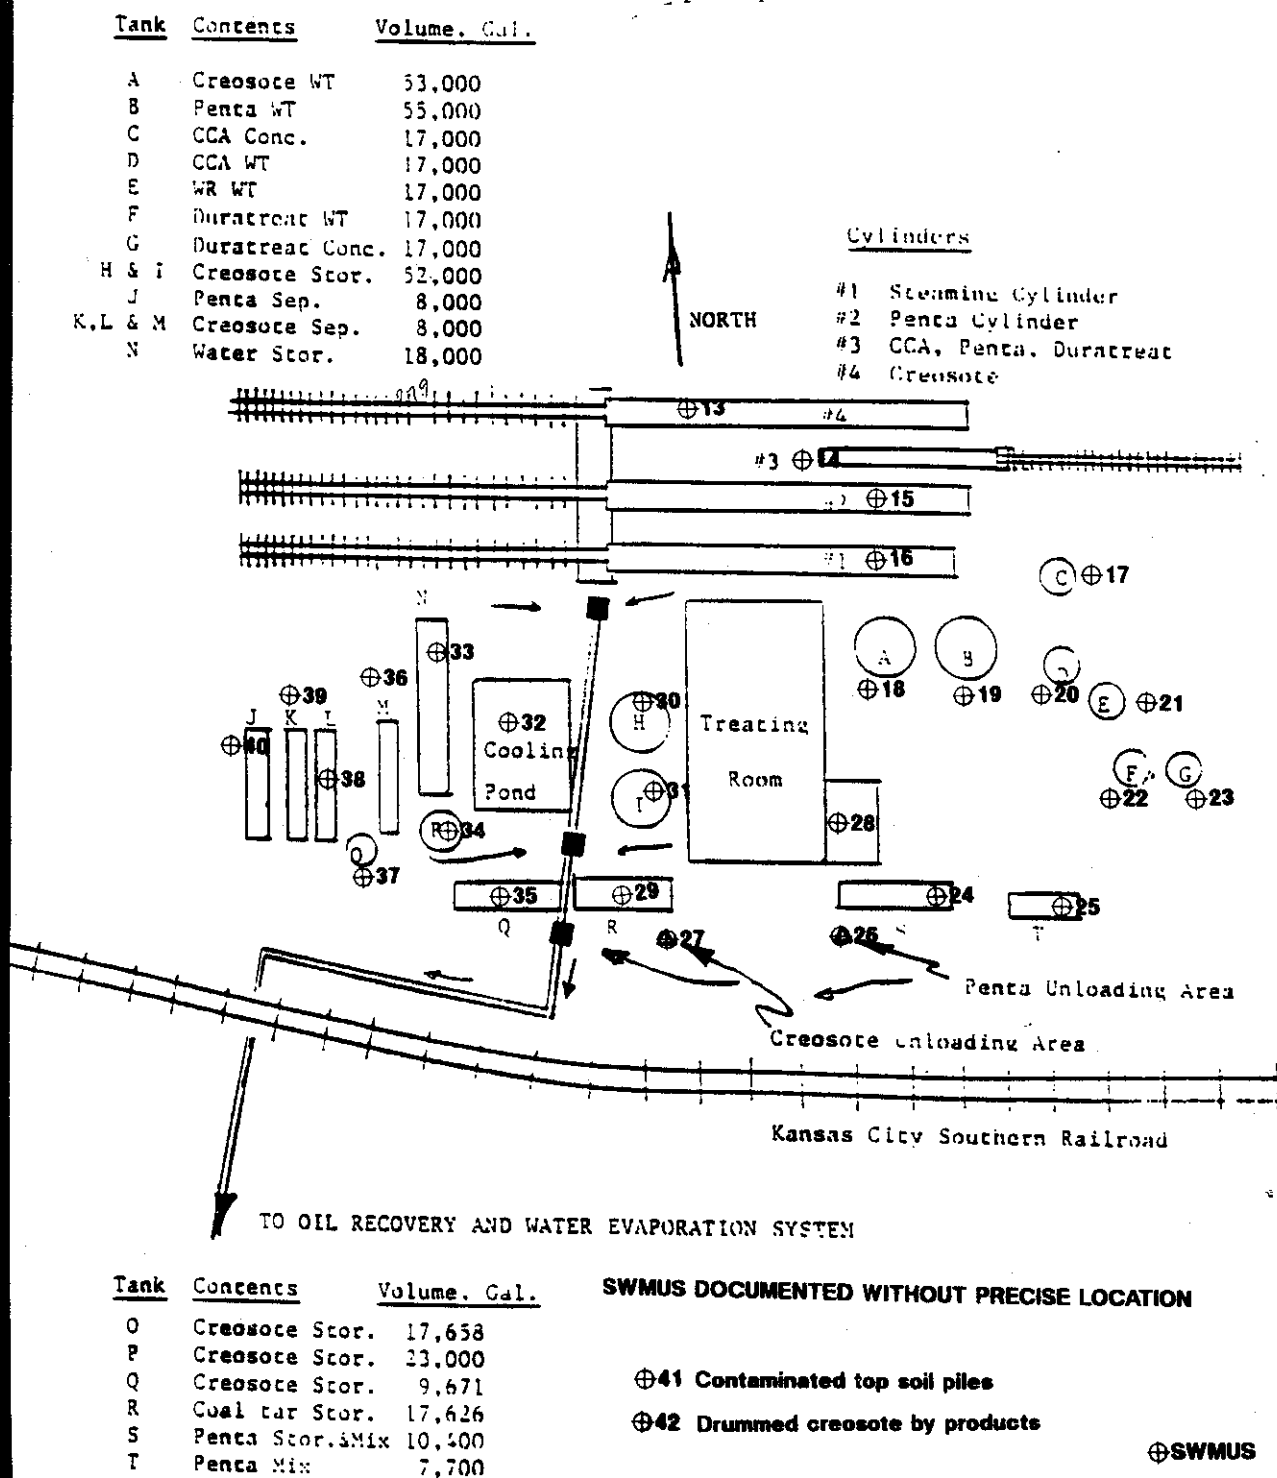 Tank Contents Volume. Gal.
A Creosote WT 53,000
B Penta WT 55,000
C CCA Conc. 17,000
D CCA WT 17,000
E WR WT 17,000
F Duratreat WT 17,000
G Duratreat Conc. 17,000
H & I Creosote Stor. 52,000
J Penta Sep. 8,000
K,L & M Creosote Sep. 8,000
N Water Stor. 18,000
NORTH
Cylinders
#1 Steaming Cylinder
#2 Penta Cylinder
#3 CCA, Penta, Duratreat
#4 Creosote
13 #4
#3 14
#2 15
#1 16
C 17
N
33
36
39
J K L M
40
38
32
Cooling
Pond
30
H
31
I
Treating
Room
A B D
18 19 20
E 21
F G
22 23
28
P 34
O
37
35
29
24
25
Q R S T
27
26
Penta Unloading Area
Creosote Unloading Area
Kansas City Southern Railroad
TO OIL RECOVERY AND WATER EVAPORATION SYSTEM
Tank Contents Volume. Gal.
O Creosote Stor. 17,658
P Creosote Stor. 23,000
Q Creosote Stor. 9,671
R Coal tar Stor. 17,626
S Penta Stor.&Mix
T Penta Mix 7,700
SWMUS DOCUMENTED WITHOUT PRECISE LOCATION
41 Contaminated top soil piles
42 Drummed creosote by products
SWMUS